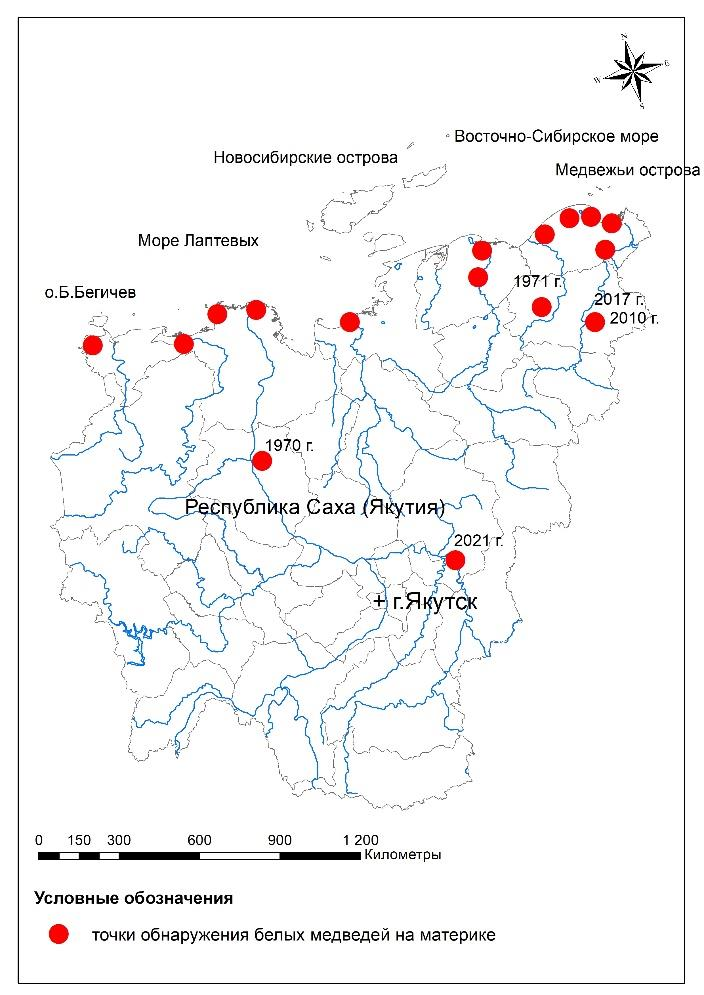 N
W
E
S
Восточно-Сибирское море
Новосибирские острова
Медвежьи острова
Море Лаптевых
о.Б.Бегичев
1971 г.
2017 г.
2010 г.
1970 г.
Республика Саха (Якутия)
2021 г.
+ г.Якутск
0 150 300 600 900 1 200
Километры
Условные обозначения
точки обнаружения белых медведей на материке